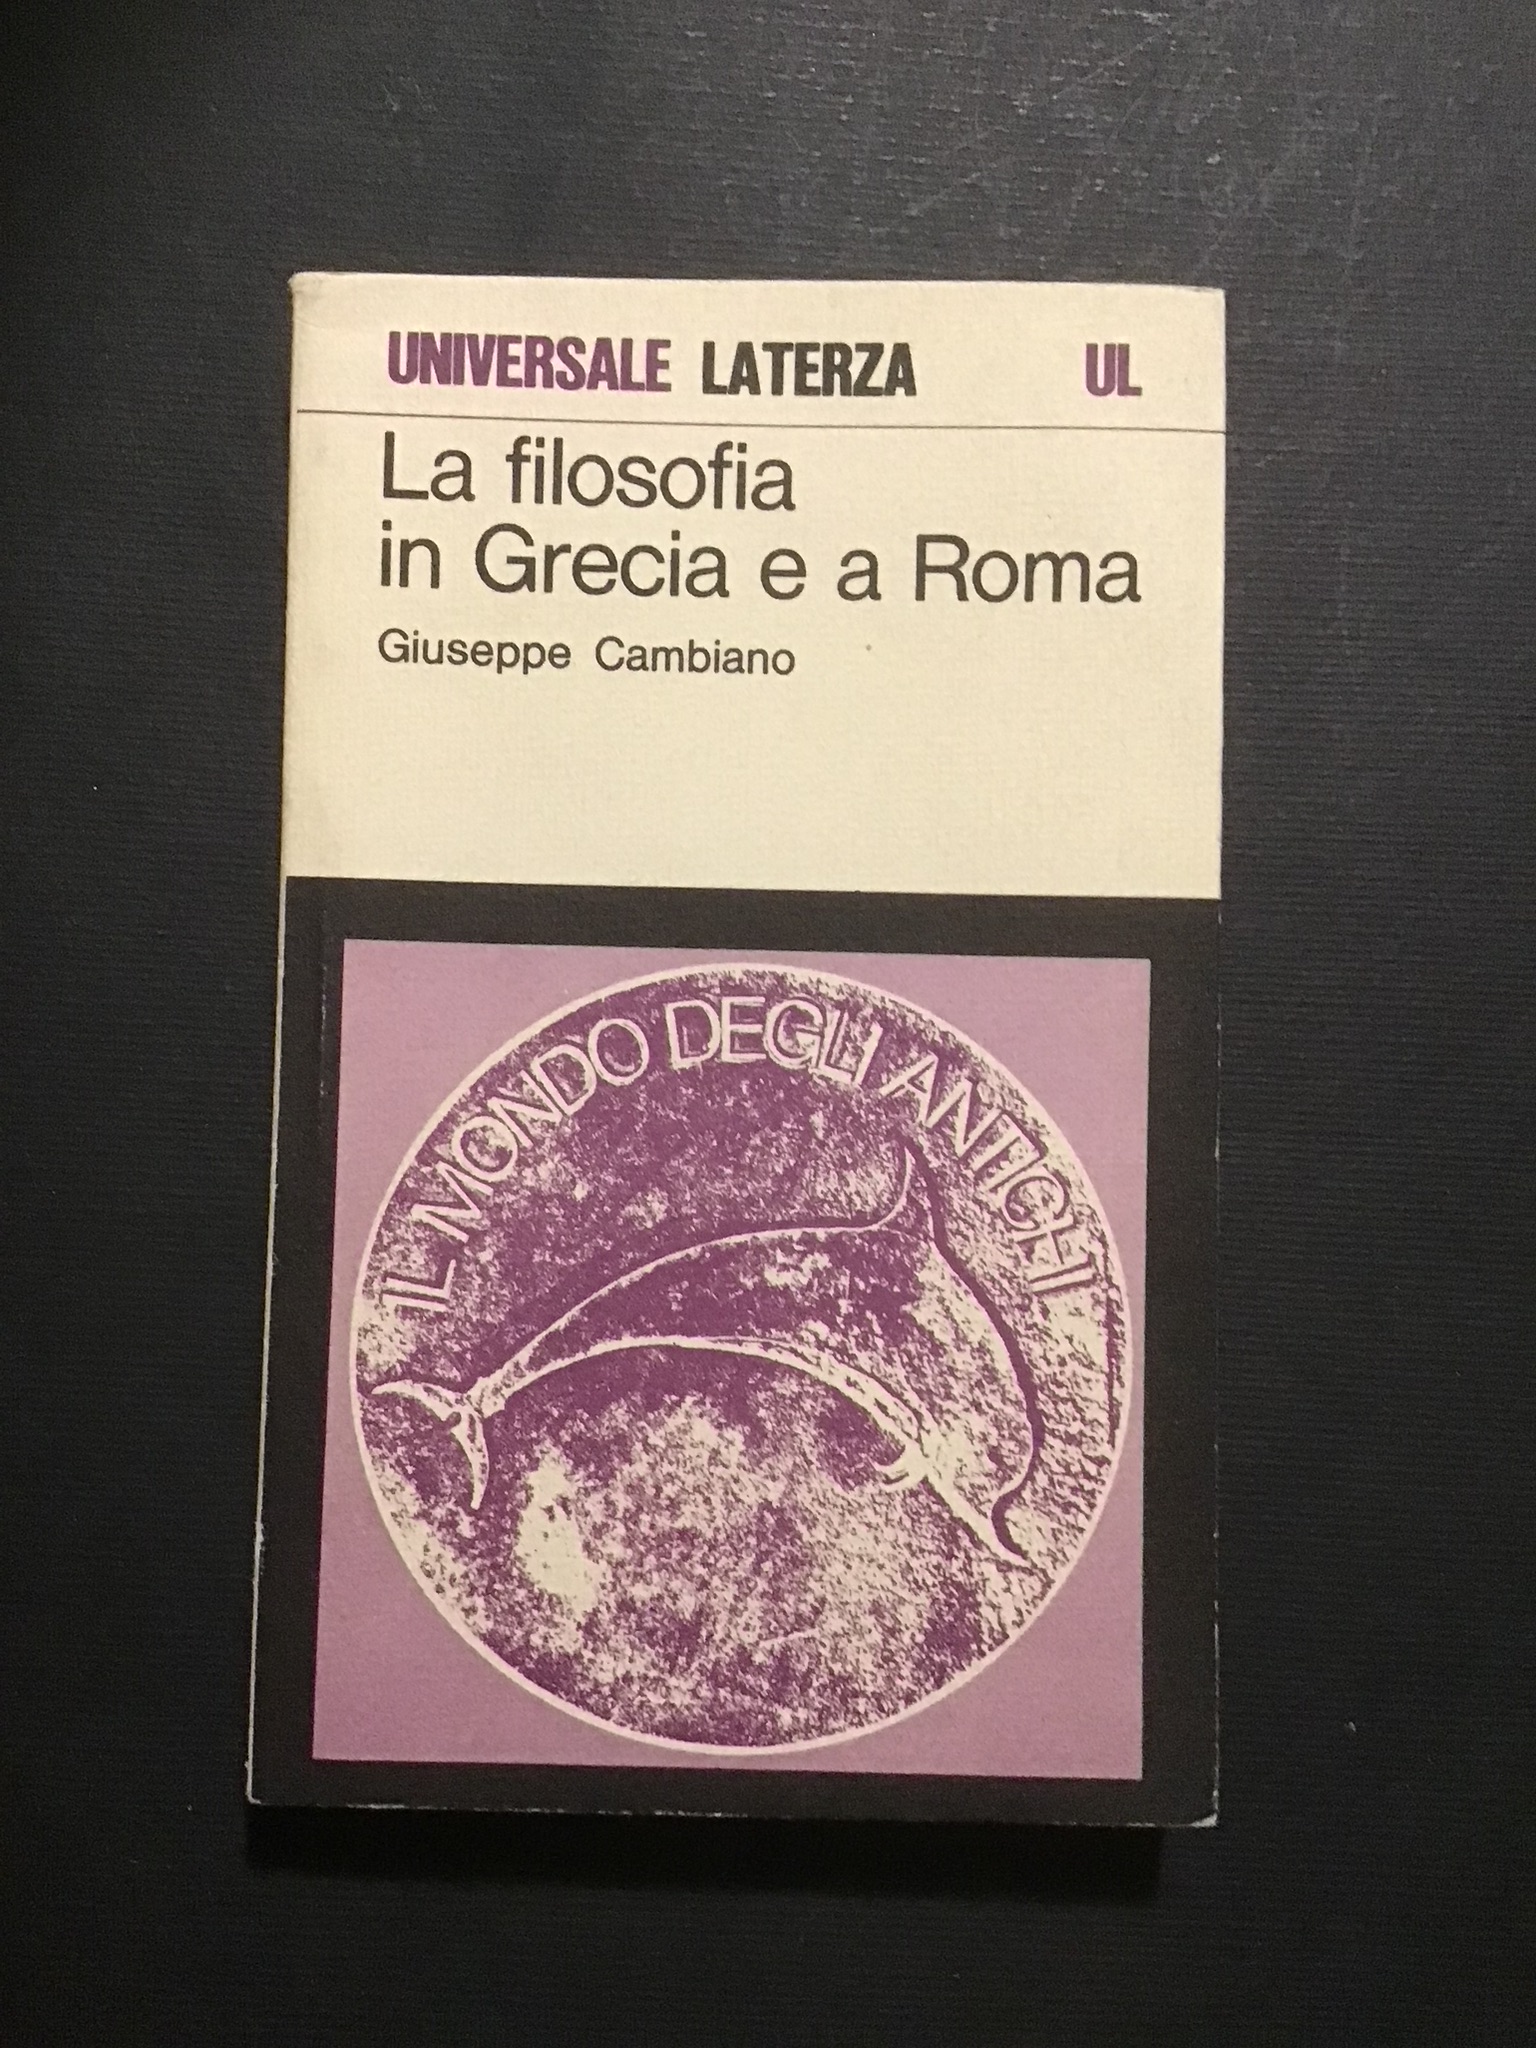 UNIVERSALE LATERZA UL
La filosofia
in Grecia e a Roma
Giuseppe Cambiano
IL MONDO DEGLI ANTICHI